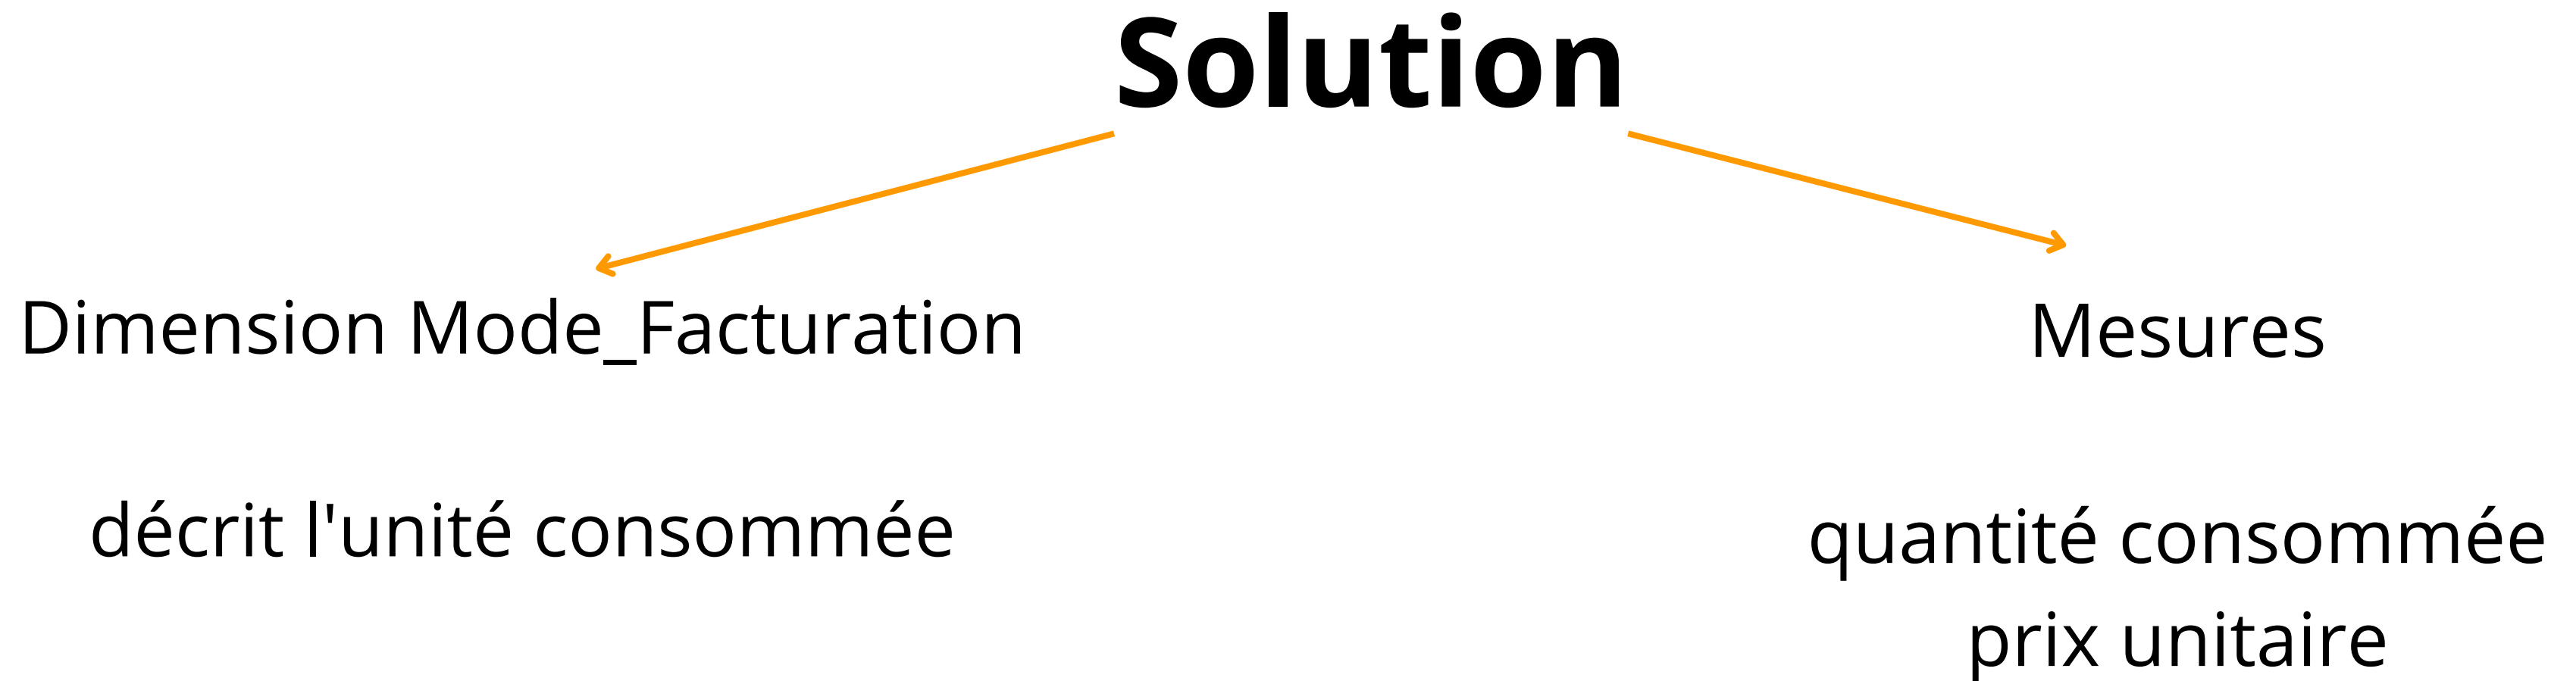 Solution
Dimension Mode_Facturation
décrit l'unité consommée
Mesures
quantité consommée
prix unitaire